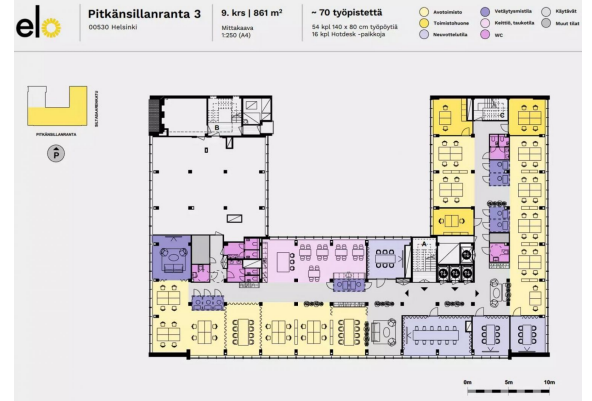 elo
Pitkänsillanranta 3
00530 Helsinki
9. krs | 861 m²
Mittakaava
1:250 (A4)
~ 70 työpistettä
54 kpl 140 x 80 cm työpöytiä
16 kpl Hotdesk -paikkoja
Avotoimisto
Toimistohuone
Neuvottelutila
Vetäytymistila
Keittiö, taukotila
WC
Käytävät
Muut tilat
SILTASAARENKATU
PITKÄNSILLANRANTA
P
B
C
A
0m 5m 10m